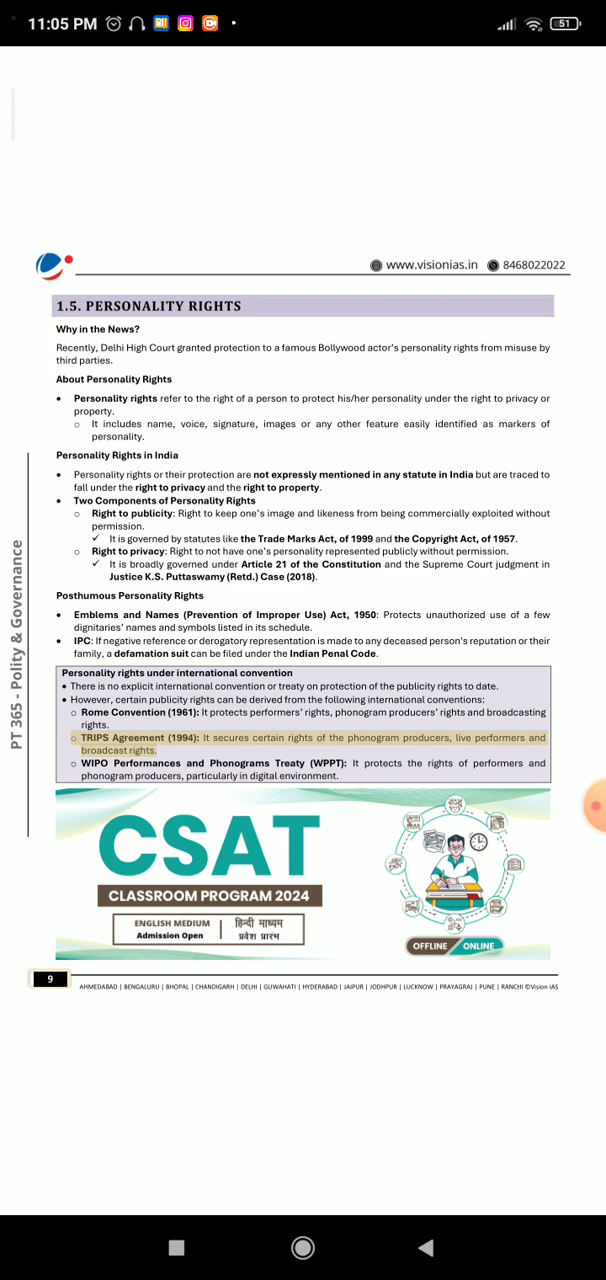 11:05 PM
51
www.visionias.in 8468022022
1.5. PERSONALITY RIGHTS
Why in the News?
Recently, Delhi High Court granted protection to a famous Bollywood actor's personality rights from misuse by
third parties.
About Personality Rights
• Personality rights refer to the right of a person to protect his/her personality under the right to privacy or
property.
o It includes name, voice, signature, images or any other feature easily identified as markers of
personality.
Personality Rights in India
• Personality rights or their protection are not expressly mentioned in any statute in India but are traced to
fall under the right to privacy and the right to property.
• Two Components of Personality Rights
o Right to publicity: Right to keep one's image and likeness from being commercially exploited without
permission.
✓ It is governed by statutes like the Trade Marks Act, of 1999 and the Copyright Act, of 1957.
o Right to privacy: Right to not have one's personality represented publicly without permission.
✓ It is broadly governed under Article 21 of the Constitution and the Supreme Court judgment in
Justice K.S. Puttaswamy (Retd.) Case (2018).
Posthumous Personality Rights
• Emblems and Names (Prevention of Improper Use) Act, 1950: Protects unauthorized use of a few
dignitaries' names and symbols listed in its schedule.
• IPC: If negative reference or derogatory representation is made to any deceased person's reputation or their
family, a defamation suit can be filed under the Indian Penal Code.
Personality rights under international convention
• There is no explicit international convention or treaty on protection of the publicity rights to date.
• However, certain publicity rights can be derived from the following international conventions:
o Rome Convention (1961): It protects performers' rights, phonogram producers' rights and broadcasting
rights.
o TRIPS Agreement (1994): It secures certain rights of the phonogram producers, live performers and
broadcast rights.
o WIPO Performances and Phonograms Treaty (WPPT): It protects the rights of performers and
phonogram producers, particularly in digital environment.
PT 365 - Polity & Governance
CSAT
CLASSROOM PROGRAM 2024
ENGLISH MEDIUM | हिन्दी माध्यम
Admission Open | प्रवेश प्रारंभ
OFFLINE ONLINE
9
AHMEDABAD | BENGALURU | BHOPAL | CHANDIGARH | DELHI | GUWAHATI | HYDERABAD | JAIPUR | JODHPUR | LUCKNOW | PRAYAGRAJ | PUNE | RANCHI ©Vision IAS